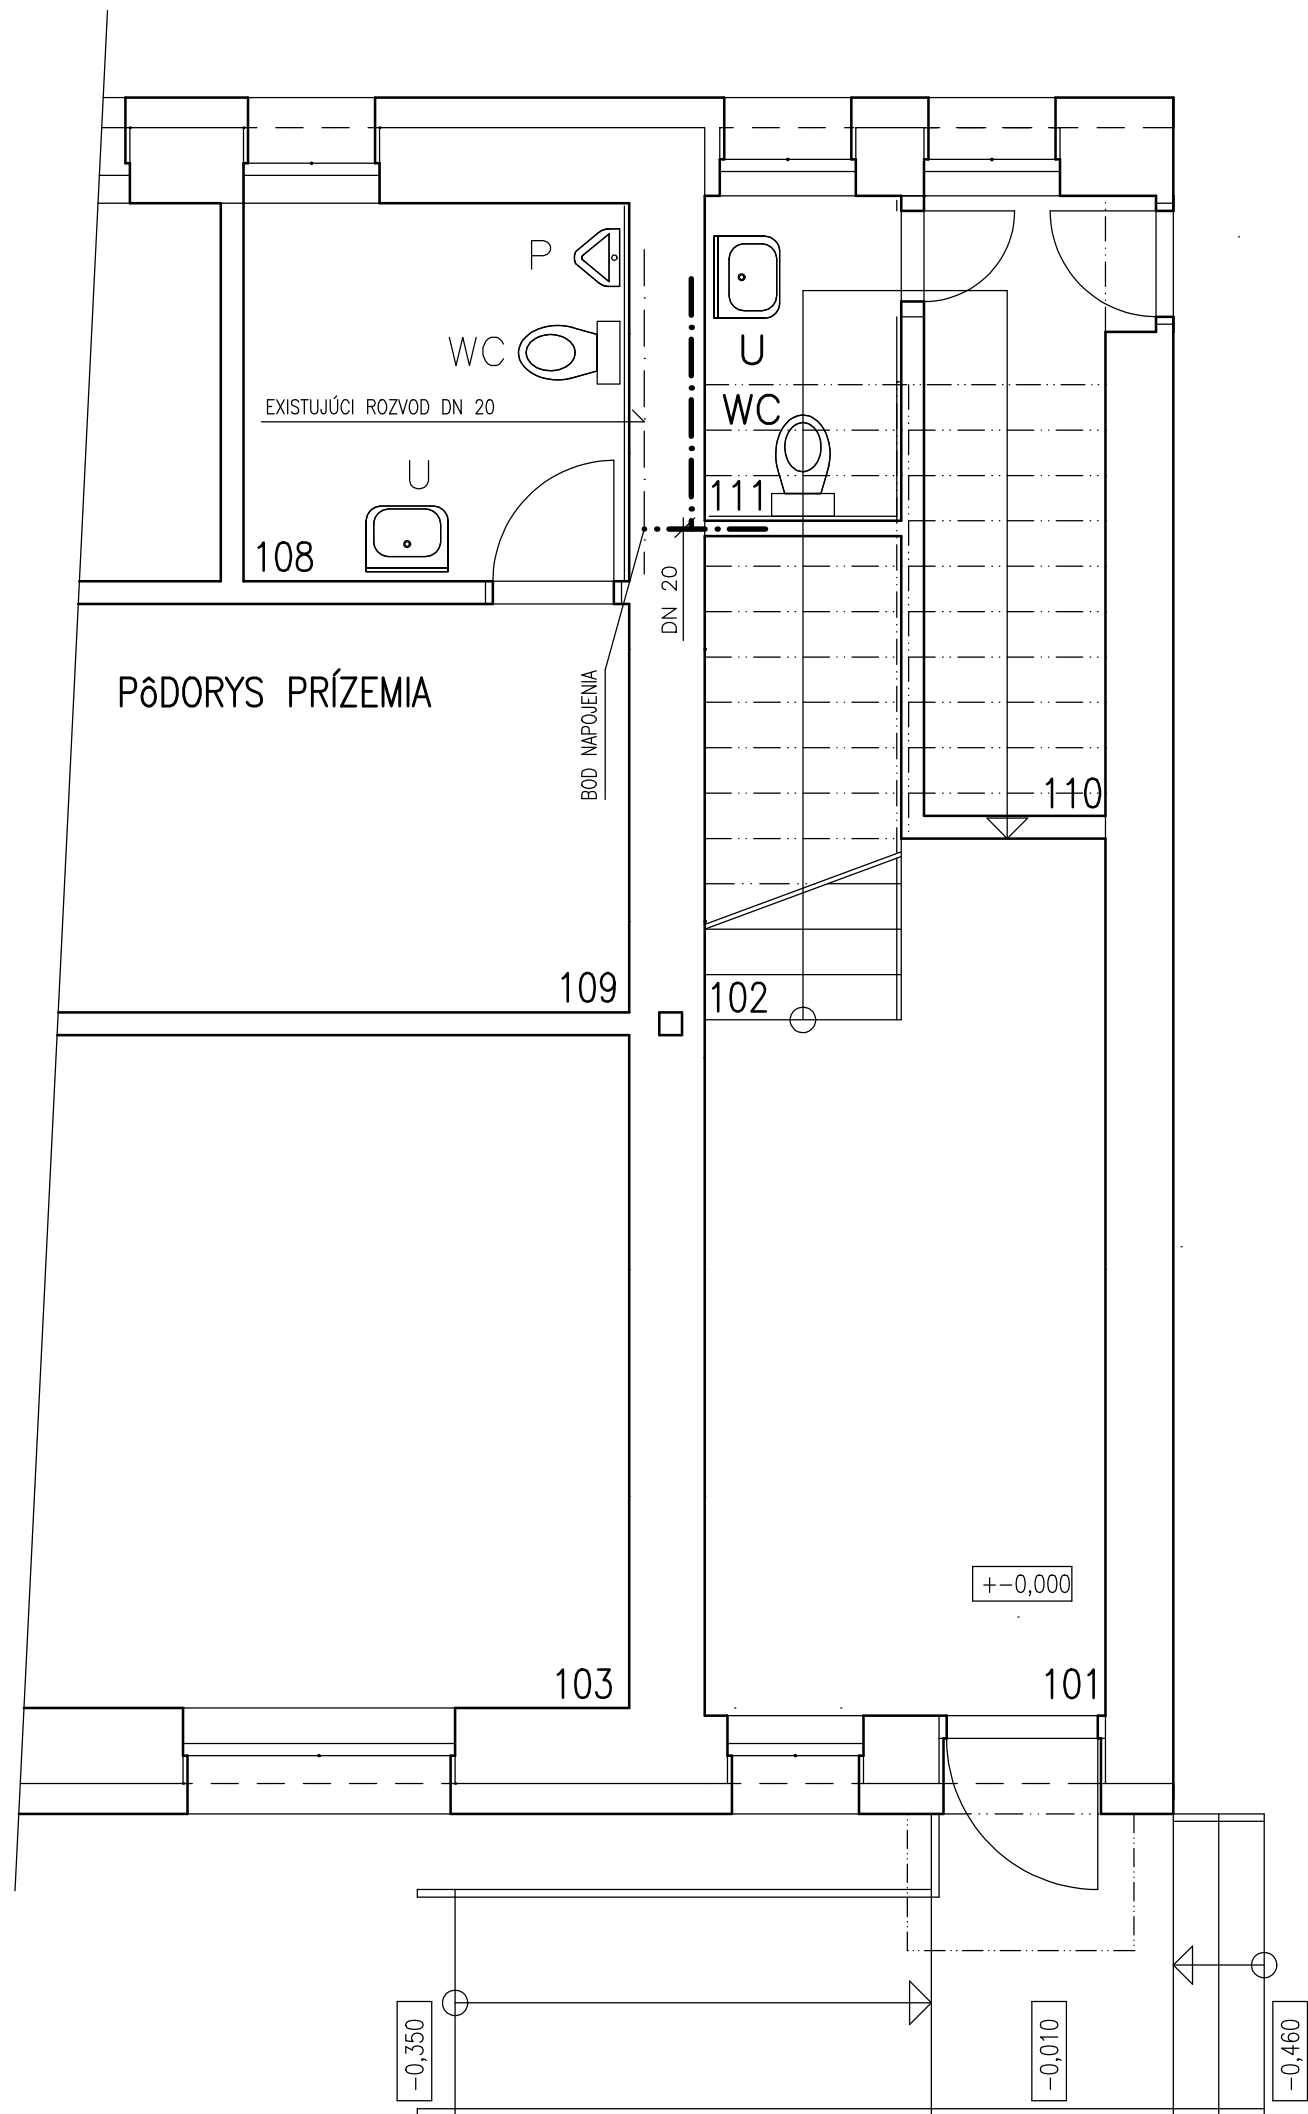 P
WC
U
EXISTUJÚCI ROZVOD DN 20
WC
U
111
108
DN 20
BOD NAPOJENIA
PôDORYS PRÍZEMIA
110
109
102
+-0,000
103
101
-0,350
-0,010
-0,460